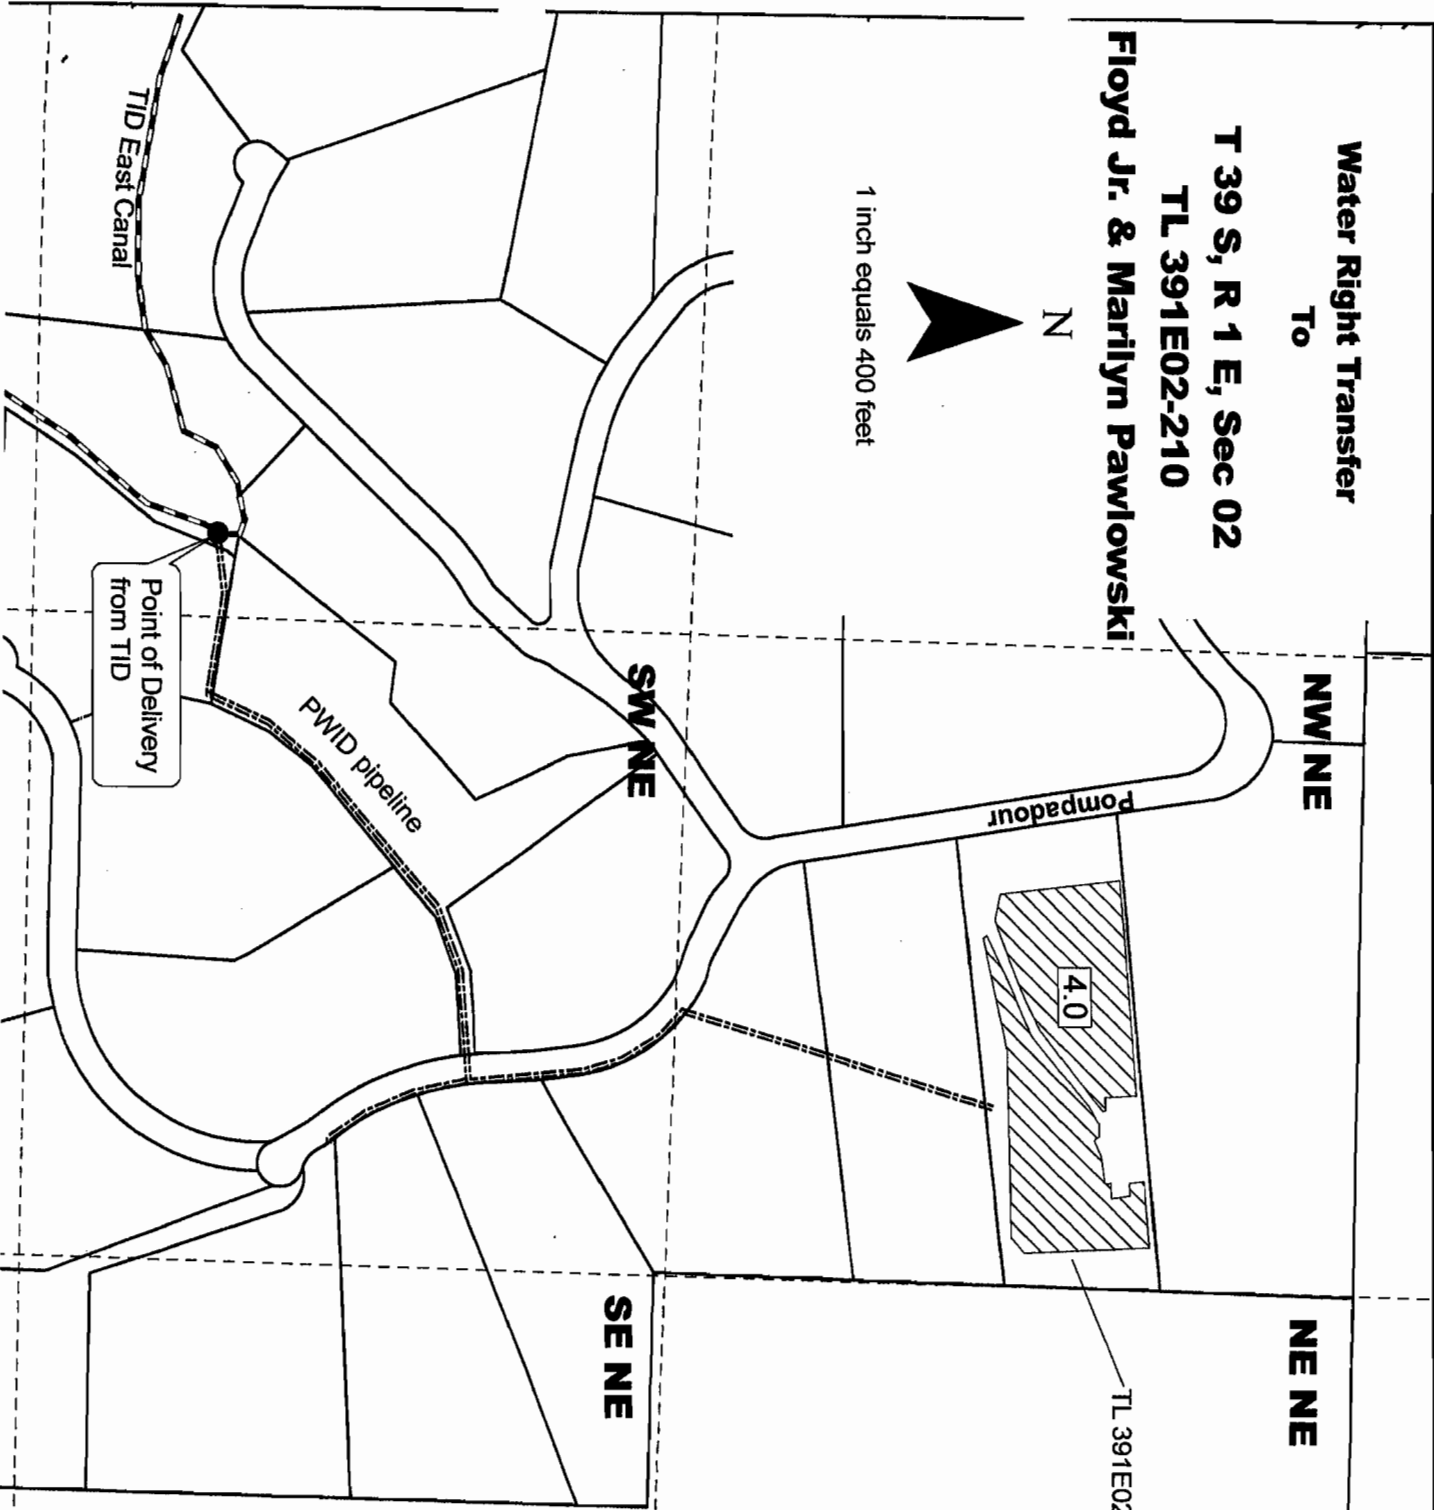 Water Right Transfer
To
T 39 S, R 1 E, Sec 02
TL 391E02-210
Floyd Jr. & Marilyn Pawlowski
N
1 inch equals 400 feet
NW NE
NE NE
Pompadour
4.0
TL 391E02
SW NE
SE NE
PWID pipeline
TID East Canal
Point of Delivery
from TID